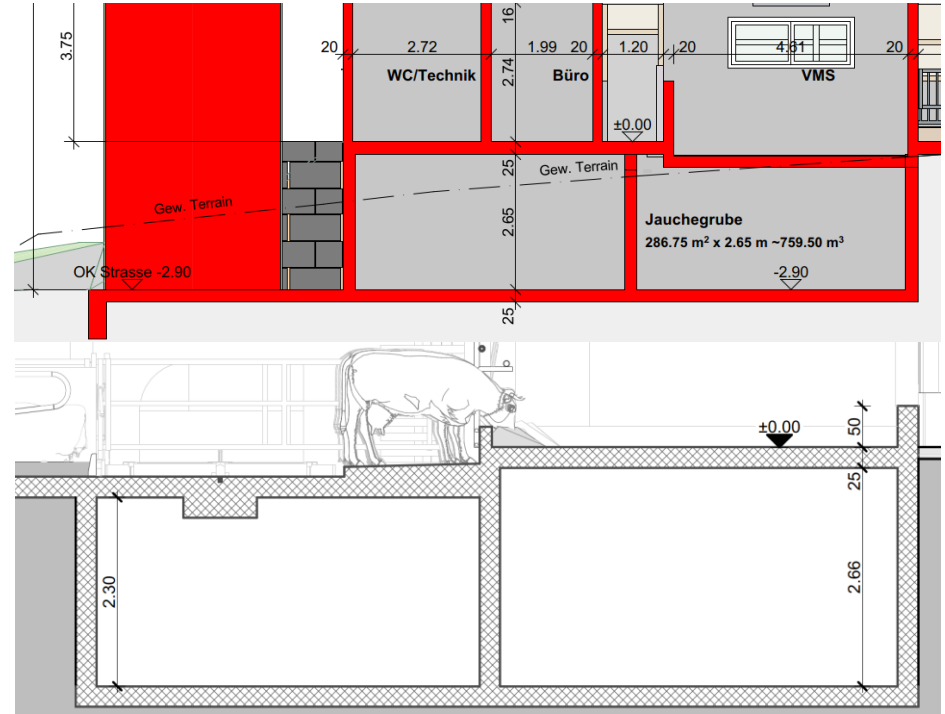 16
3.75
20
2.72
1.99
20
1.20
20
4.61
20
WC/Technik
Büro
VMS
2.74
±0.00
25
Gew. Terrain
Gew. Terrain
2.65
Jauchegrube
286.75 m² x 2.65 m ~759.50 m³
OK Strasse -2.90
-2.90
25
±0.00
50
25
2.30
2.66